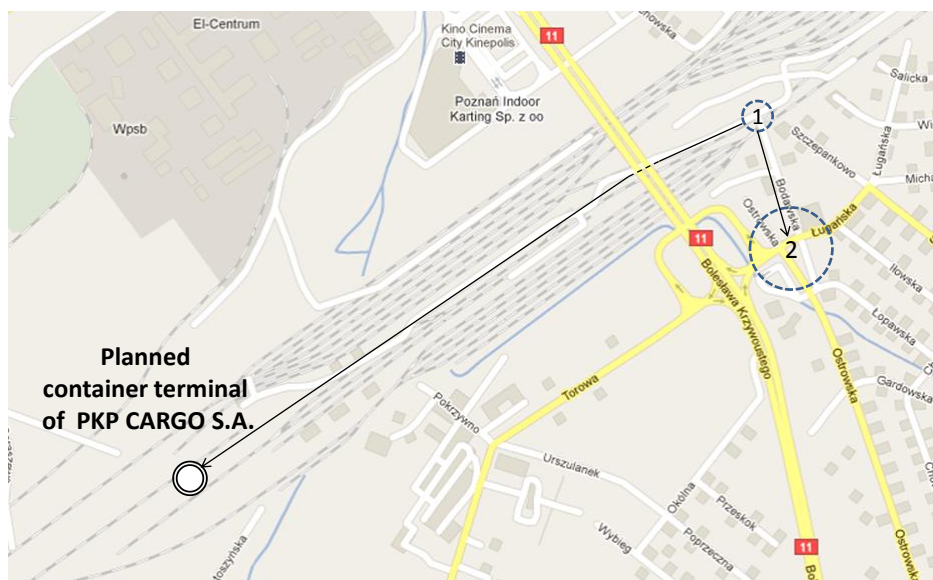 El-Centrum
Kino Cinema
City Kinepolis
11
Wpsb
Poznań Indoor
Karting Sp. z oo
1
Salicka
Szczepankowo
Ługańska
Bodawska
Ostrowska
2
Ługańska
11
Bolesława Krzywoustego
Iłowska
Łopawska
Planned
container terminal
of PKP CARGO S.A.
Torowa
Ostrowska
Gardowska
Pokrzywno
Urszulanek
Okólna
Przeskok
Wybieg
Poprzeczna
11